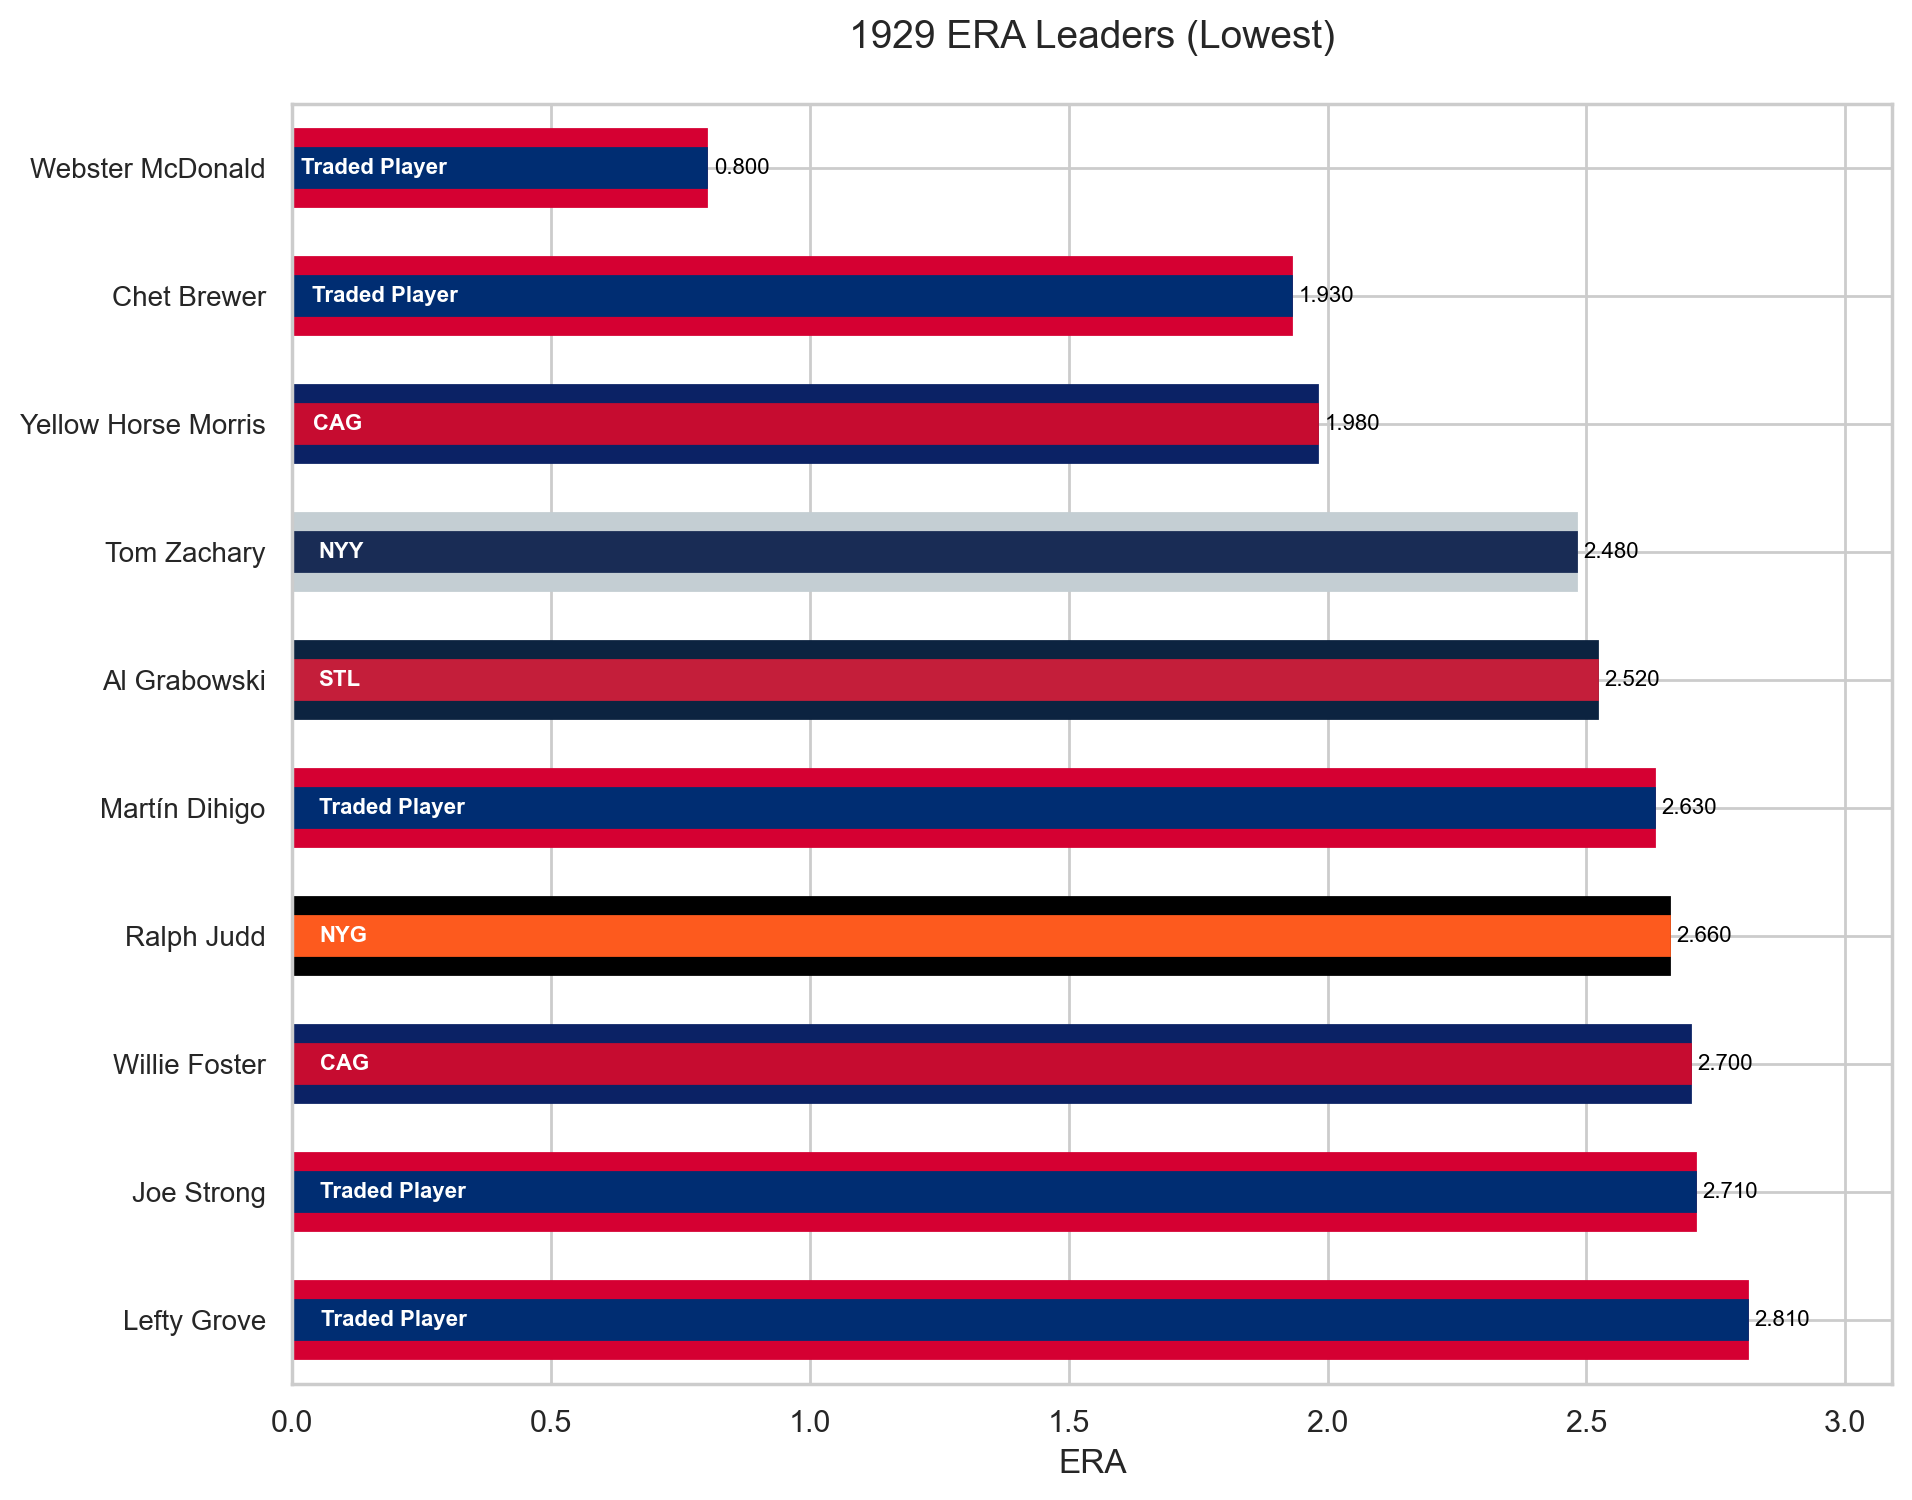 1929 ERA Leaders (Lowest)
Webster McDonald Traded Player 0.800
Chet Brewer Traded Player 1.930
Yellow Horse Morris CAG 1.980
Tom Zachary NYY 2.480
Al Grabowski STL 2.520
Martín Dihigo Traded Player 2.630
Ralph Judd NYG 2.660
Willie Foster CAG 2.700
Joe Strong Traded Player 2.710
Lefty Grove Traded Player 2.810
0.0 0.5 1.0 1.5 2.0 2.5 3.0
ERA